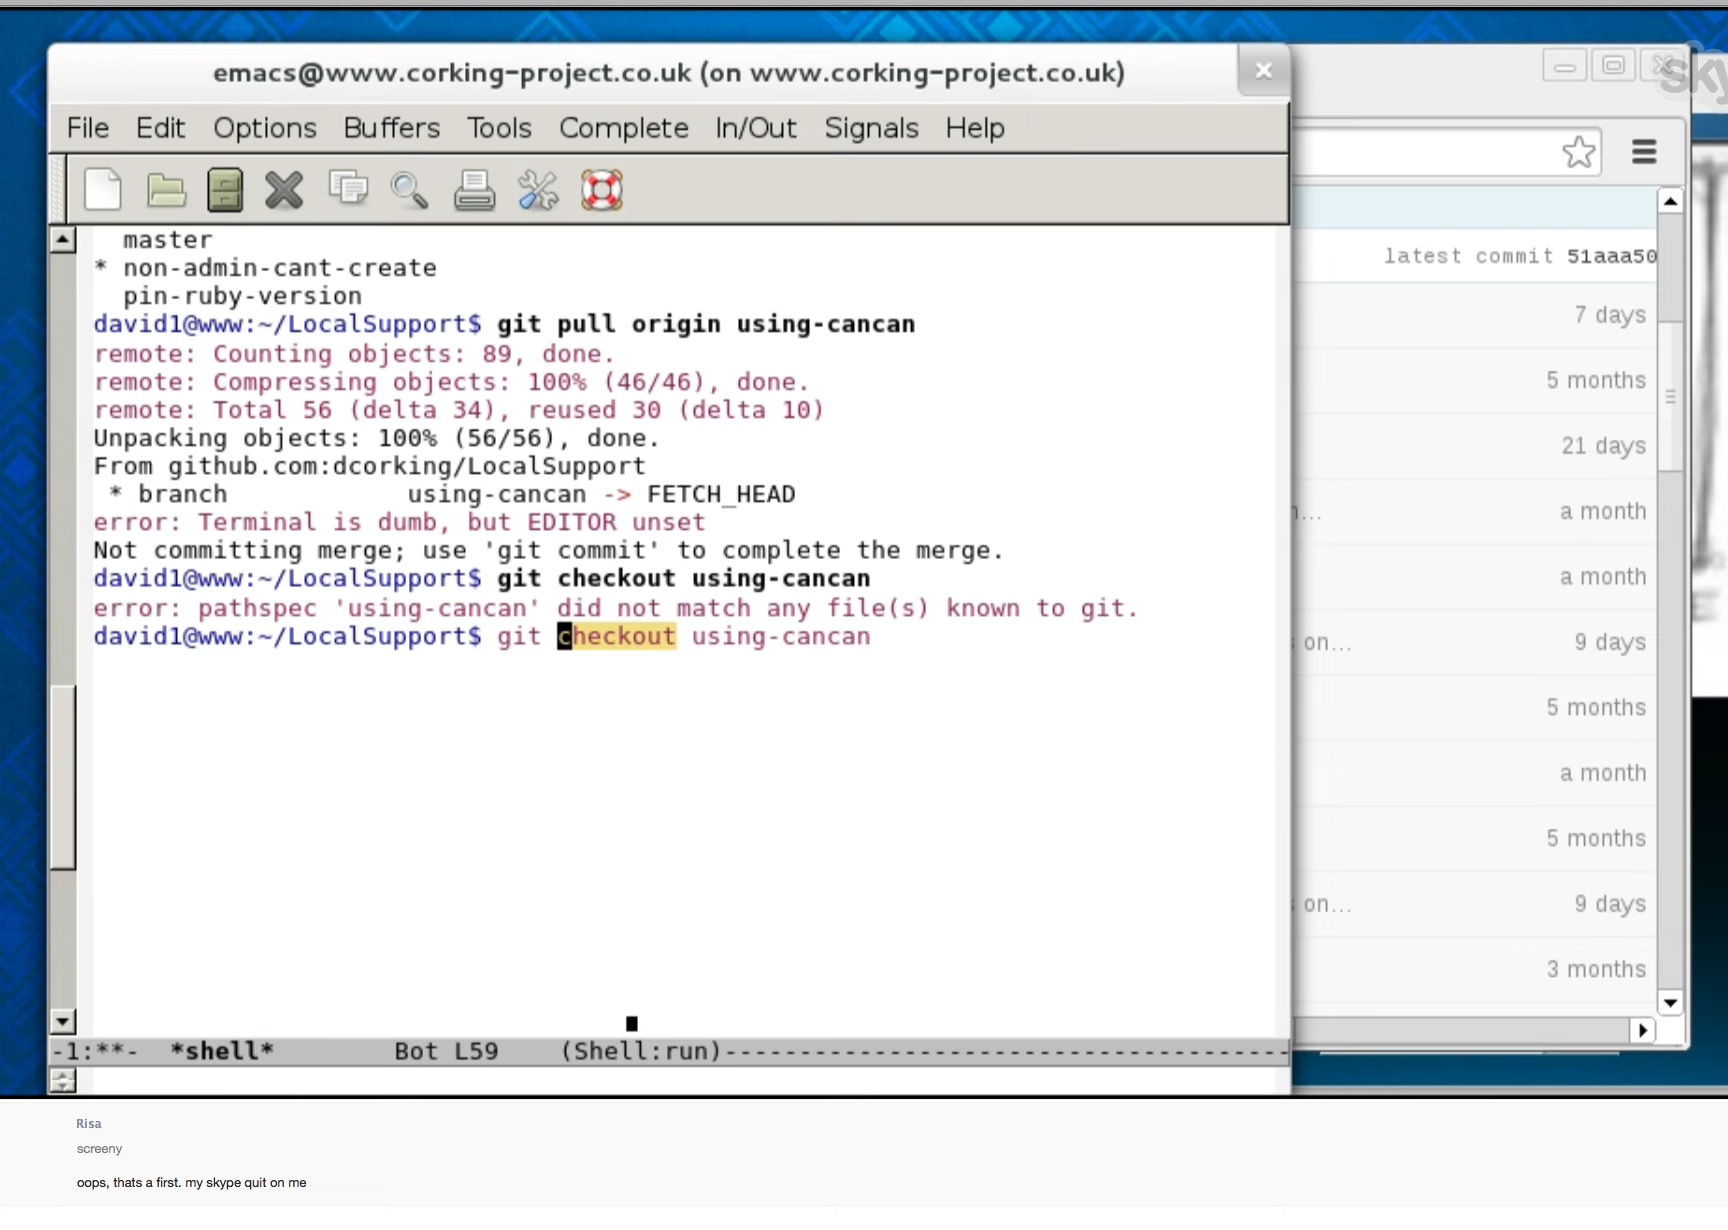 emacs@www.corking-project.co.uk (on www.corking-project.co.uk)
File Edit Options Buffers Tools Complete In/Out Signals Help
sky
master
* non-admin-cant-create
pin-ruby-version
david1@www:~/LocalSupport$ git pull origin using-cancan
remote: Counting objects: 89, done.
remote: Compressing objects: 100% (46/46), done.
remote: Total 56 (delta 34), reused 30 (delta 10)
Unpacking objects: 100% (56/56), done.
From github.com:dcorking/LocalSupport
* branch            using-cancan -> FETCH_HEAD
error: Terminal is dumb, but EDITOR unset
Not committing merge; use 'git commit' to complete the merge.
david1@www:~/LocalSupport$ git checkout using-cancan
error: pathspec 'using-cancan' did not match any file(s) known to git.
david1@www:~/LocalSupport$ git checkout using-cancan
-1:**-  *shell*        Bot L59    (Shell:run)--------------------------------------
latest commit 51aaa50
7 days
5 months
21 days
a month
a month
on... 9 days
5 months
a month
5 months
on... 9 days
3 months
Risa
screeny
oops, thats a first. my skype quit on me